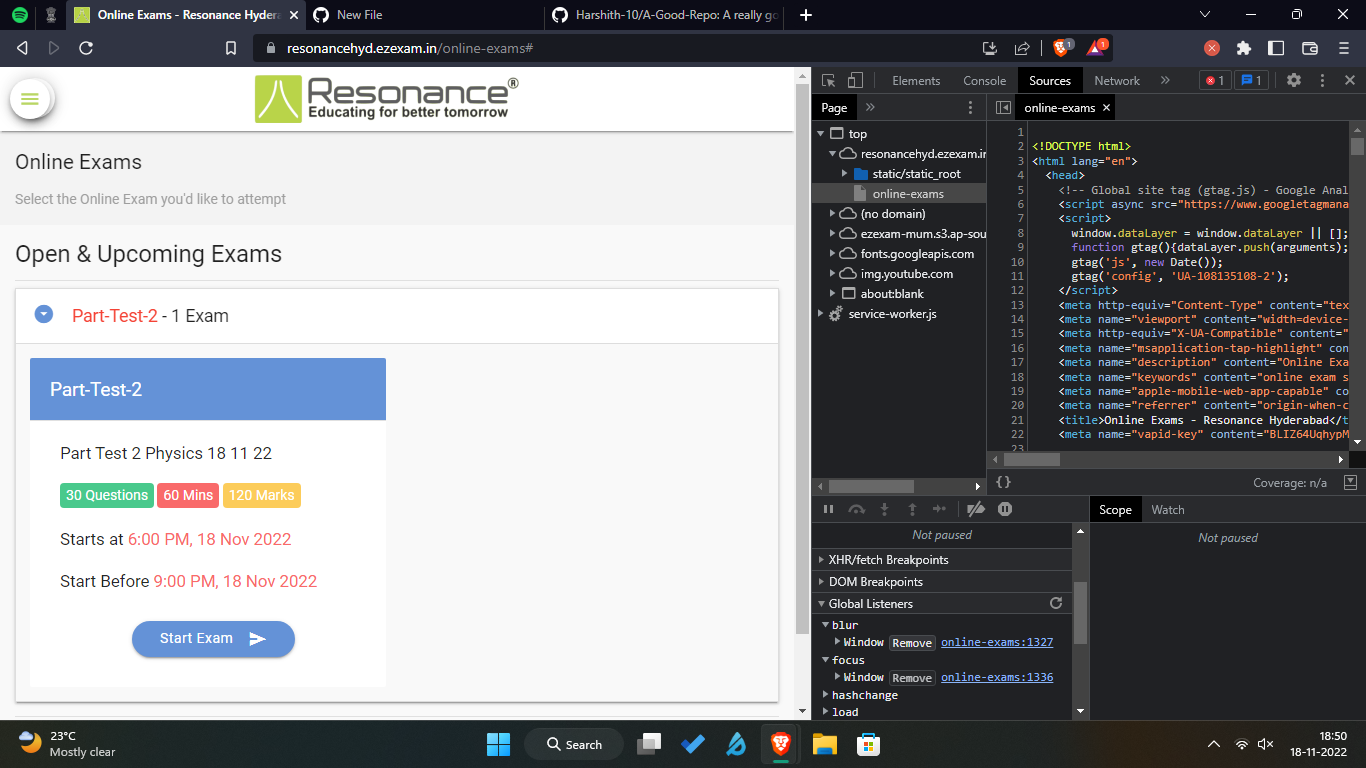 Online Exams - Resonance Hydera
New File
Harshith-10/A-Good-Repo: A really go
resonancehyd.ezexam.in/online-exams#
1
1
Resonance®
Educating for better tomorrow
Online Exams
Select the Online Exam you'd like to attempt
Open & Upcoming Exams
Part-Test-2 - 1 Exam
Part-Test-2
Part Test 2 Physics 18 11 22
30 Questions 60 Mins 120 Marks
Starts at 6:00 PM, 18 Nov 2022
Start Before 9:00 PM, 18 Nov 2022
Start Exam
Elements Console Sources Network » 1 1
Page »
online-exams ×
top
resonancehyd.ezexam.in
static/static_root
online-exams
(no domain)
ezexam-mum.s3.ap-sou
fonts.googleapis.com
img.youtube.com
about:blank
service-worker.js
1
2 <!DOCTYPE html>
3 <html lang="en">
4 <head>
5 <!-- Global site tag (gtag.js) - Google Anal
6 <script async src="https://www.googletagmana
7 <script>
8 window.dataLayer = window.dataLayer || [];
9 function gtag(){dataLayer.push(arguments);
10 gtag('js', new Date());
11 gtag('config', 'UA-108135108-2');
12 </script>
13 <meta http-equiv="Content-Type" content="tex
14 <meta name="viewport" content="width=device-
15 <meta http-equiv="X-UA-Compatible" content="
16 <meta name="msapplication-tap-highlight" con
17 <meta name="description" content="Online Exa
18 <meta name="keywords" content="online exam s
19 <meta name="apple-mobile-web-app-capable" co
20 <meta name="referrer" content="origin-when-c
21 <title>Online Exams - Resonance Hyderabad</t
22 <meta name="vapid-key" content="BLIZ64UqhypM
23
{} Coverage: n/a
Not paused
XHR/fetch Breakpoints
DOM Breakpoints
Global Listeners
blur
Window Remove online-exams:1327
focus
Window Remove online-exams:1336
hashchange
load
Scope Watch
Not paused
23°C
Mostly clear
Search
18:50
18-11-2022